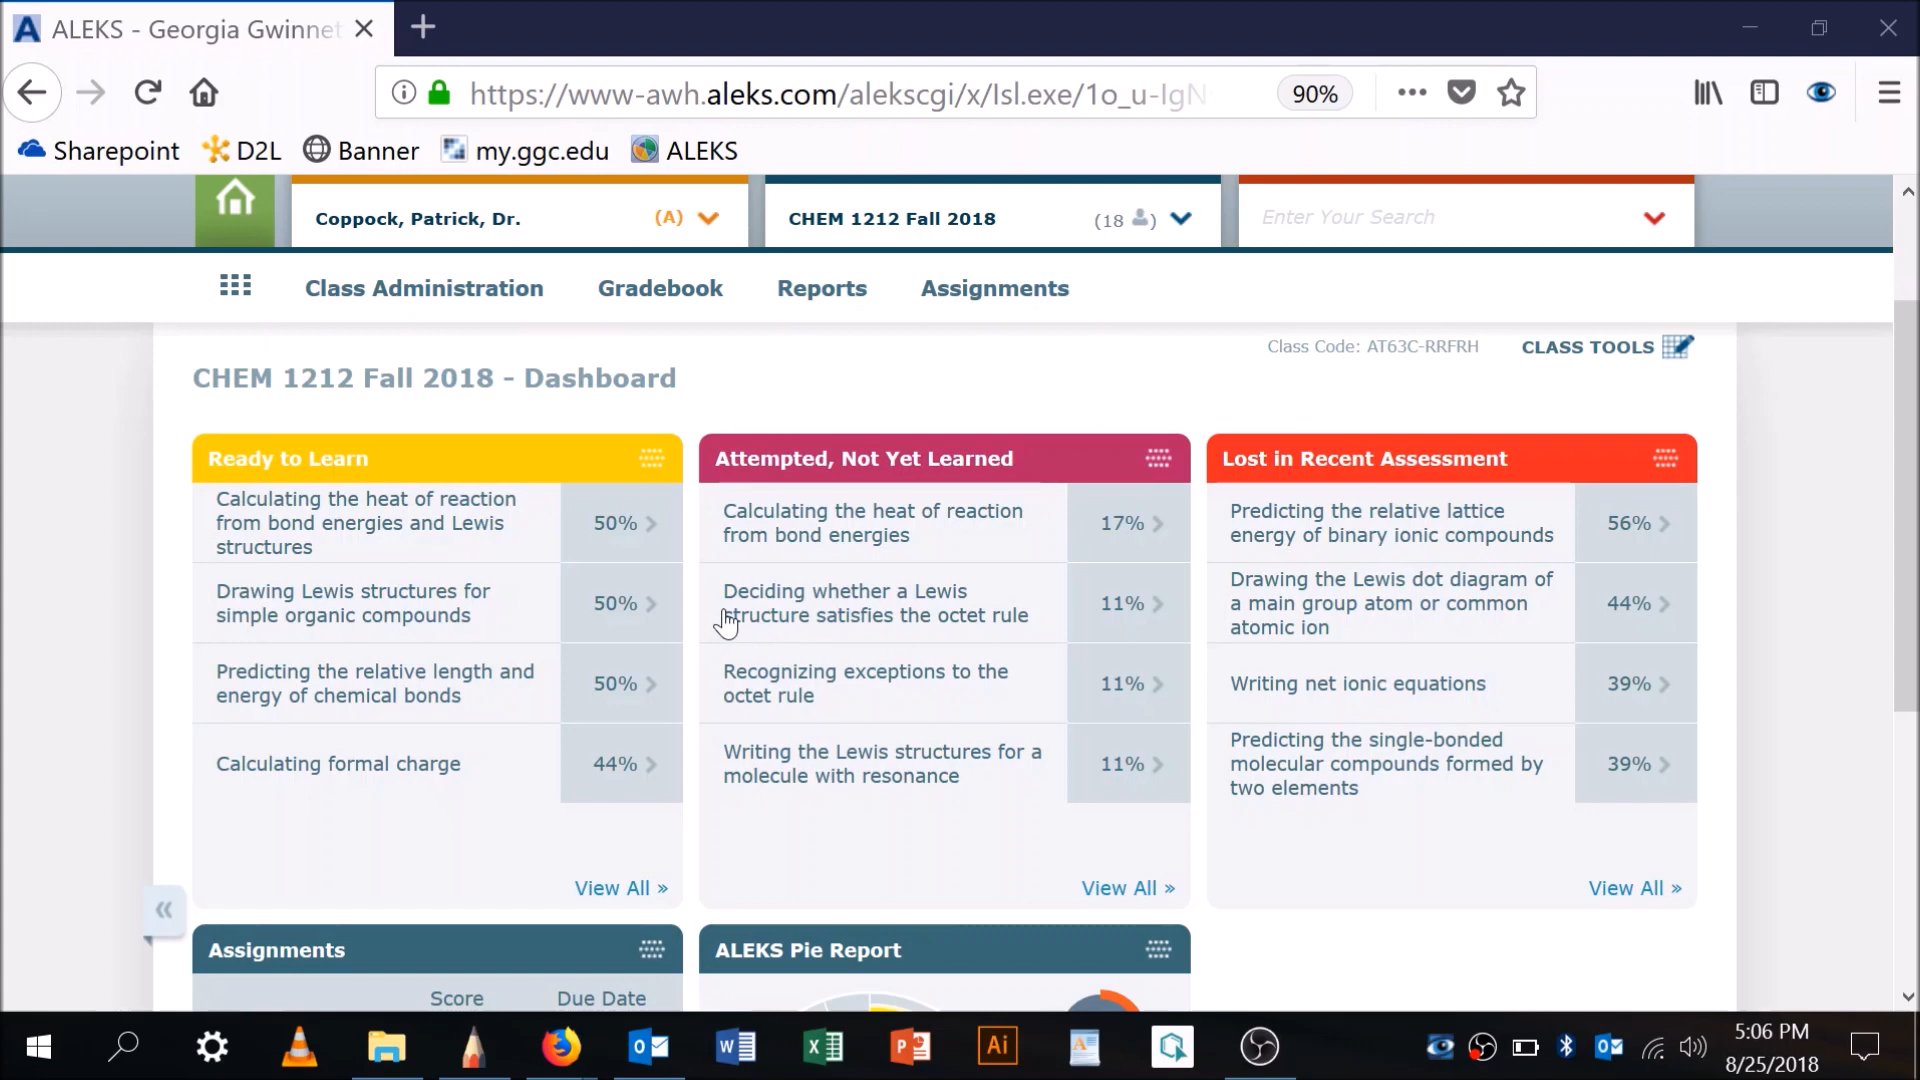 ALEKS - Georgia Gwinnet
https://www-awh.aleks.com/alekscgi/x/Isl.exe/1o_u-IgN
90%
Sharepoint
D2L
Banner
my.ggc.edu
ALEKS
Coppock, Patrick, Dr. (A)
CHEM 1212 Fall 2018 (18 )
Enter Your Search
Class Administration
Gradebook
Reports
Assignments
Class Code: AT63C-RRFRH
CLASS TOOLS
CHEM 1212 Fall 2018 - Dashboard
Ready to Learn
Calculating the heat of reaction
from bond energies and Lewis
structures
50%
Drawing Lewis structures for
simple organic compounds
50%
Predicting the relative length and
energy of chemical bonds
50%
Calculating formal charge
44%
View All »
Attempted, Not Yet Learned
Calculating the heat of reaction
from bond energies
17%
Deciding whether a Lewis
structure satisfies the octet rule
11%
Recognizing exceptions to the
octet rule
11%
Writing the Lewis structures for a
molecule with resonance
11%
View All »
Lost in Recent Assessment
Predicting the relative lattice
energy of binary ionic compounds
56%
Drawing the Lewis dot diagram of
a main group atom or common
atomic ion
44%
Writing net ionic equations
39%
Predicting the single-bonded
molecular compounds formed by
two elements
39%
View All »
Assignments
Score
Due Date
ALEKS Pie Report
Ai
5:06 PM
8/25/2018